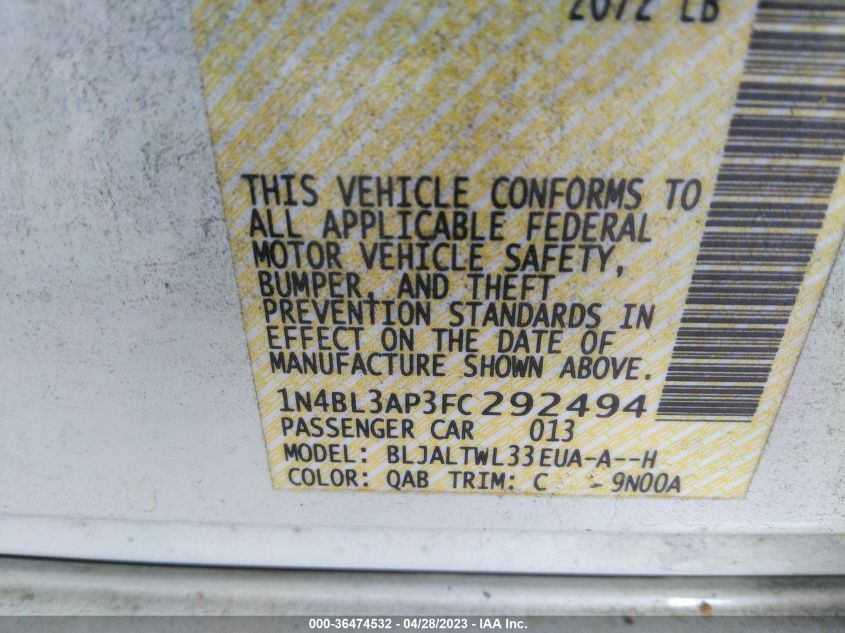 2072 LB
THIS VEHICLE CONFORMS TO
ALL APPLICABLE FEDERAL
MOTOR VEHICLE SAFETY,
BUMPER, AND THEFT
PREVENTION STANDARDS IN
EFFECT ON THE DATE OF
MANUFACTURE SHOWN ABOVE.
1N4BL3AP3FC292494
PASSENGER CAR 013
MODEL: BLJALTWL33EUA-A--H
COLOR: QAB TRIM: C - 9N00A
000-36474532 - 04/28/2023 - IAA Inc.